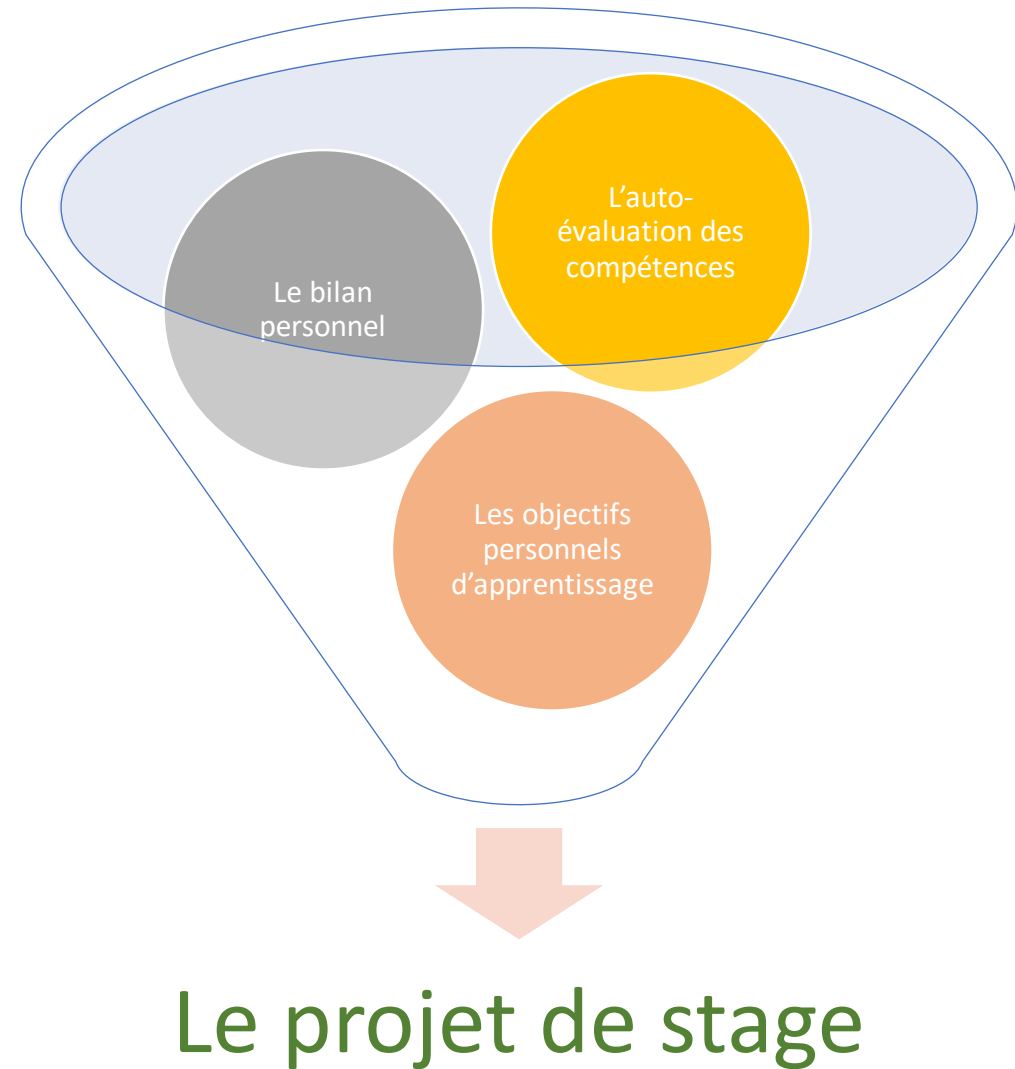 L’auto-
évaluation des
compétences
Le bilan
personnel
Les objectifs
personnels
d’apprentissage
Le projet de stage